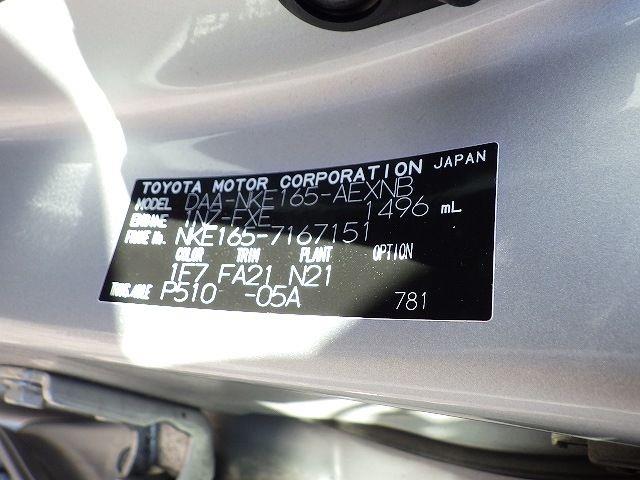 TOYOTA MOTOR CORPORATION JAPAN
MODEL DAA-NKE165-AEXNB
ENGINE 1NZ-FXE 1496 mL
FRAME No. NKE165-7167151
COLOR TRIM PLANT OPTION
1F7 FA21 N21
TRANS./AXLE P510 -05A 781